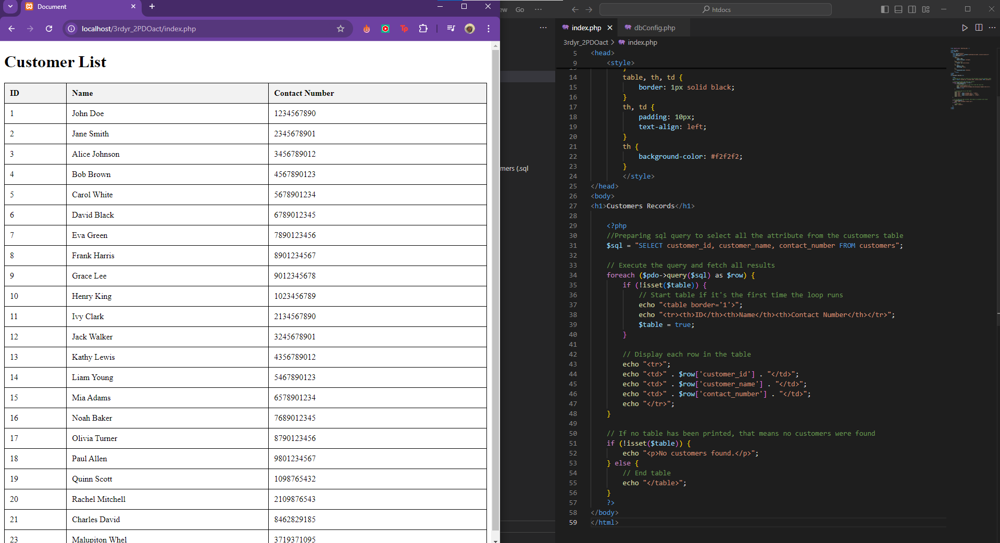 Document
localhost/3rdyr_2PDOact/index.php
Customer List
ID Name Contact Number
1 John Doe 1234567890
2 Jane Smith 2345678901
3 Alice Johnson 3456789012
4 Bob Brown 4567890123
5 Carol White 5678901234
6 David Black 6789012345
7 Eva Green 7890123456
8 Frank Harris 8901234567
9 Grace Lee 9012345678
10 Henry King 1023456789
11 Ivy Clark 2134567890
12 Jack Walker 3245678901
13 Kathy Lewis 4356789012
14 Liam Young 5467890123
15 Mia Adams 6578901234
16 Noah Baker 7689012345
17 Olivia Turner 8790123456
18 Paul Allen 9801234567
19 Quinn Scott 1098765432
20 Rachel Mitchell 2109876543
21 Charles David 8462829185
23 Malupiton Whel 3719371095
ew Go ···
htdocs
mers (.sql
index.php dbConfig.php
3rdyr_2PDOact > index.php
5 <head>
9 <style>
14 table, th, td {
15 border: 1px solid black;
16 }
17 th, td {
18 padding: 10px;
19 text-align: left;
20 }
21 th {
22 background-color: #f2f2f2;
23 }
24 </style>
25 </head>
26 <body>
27 <h1>Customers Records</h1>
28
29 <?php
30 //Preparing sql query to select all the attribute from the customers table
31 $sql = "SELECT customer_id, customer_name, contact_number FROM customers";
32
33 // Execute the query and fetch all results
34 foreach ($pdo->query($sql) as $row) {
35 if (!isset($table)) {
36 // Start table if it's the first time the loop runs
37 echo "<table border='1'>";
38 echo "<tr><th>ID</th><th>Name</th><th>Contact Number</th></tr>";
39 $table = true;
40 }
41
42 // Display each row in the table
43 echo "<tr>";
44 echo "<td>" . $row['customer_id'] . "</td>";
45 echo "<td>" . $row['customer_name'] . "</td>";
46 echo "<td>" . $row['contact_number'] . "</td>";
47 echo "</tr>";
48 }
49
50 // If no table has been printed, that means no customers were found
51 if (!isset($table)) {
52 echo "<p>No customers found.</p>";
53 } else {
54 // End table
55 echo "</table>";
56 }
57 ?>
58 </body>
59 </html>